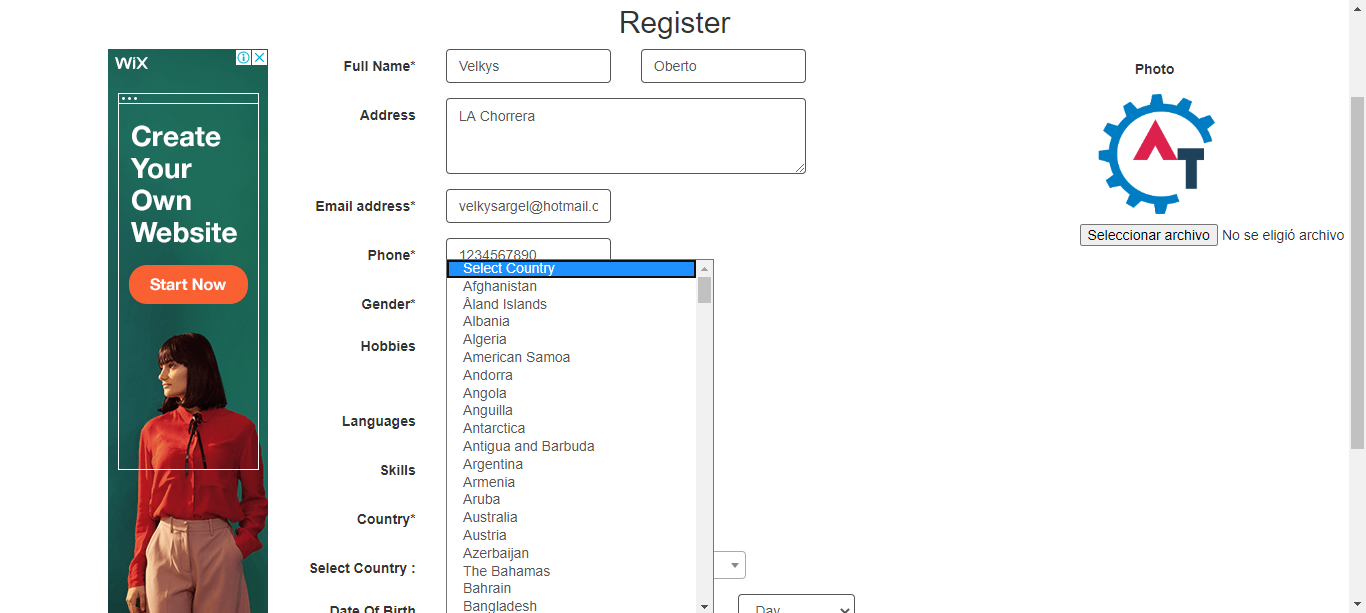 Register
WiX
Create
Your
Own
Website
Start Now
Full Name*
Velkys
Oberto
Address
LA Chorrera
Email address*
velkysargel@hotmail.c
Phone*
1234567890
Gender*
Hobbies
Languages
Skills
Country*
Select Country :
Date Of Birth
Select Country
Afghanistan
Åland Islands
Albania
Algeria
American Samoa
Andorra
Angola
Anguilla
Antarctica
Antigua and Barbuda
Argentina
Armenia
Aruba
Australia
Austria
Azerbaijan
The Bahamas
Bahrain
Bangladesh
Day
Photo
AT
Seleccionar archivo No se eligió archivo